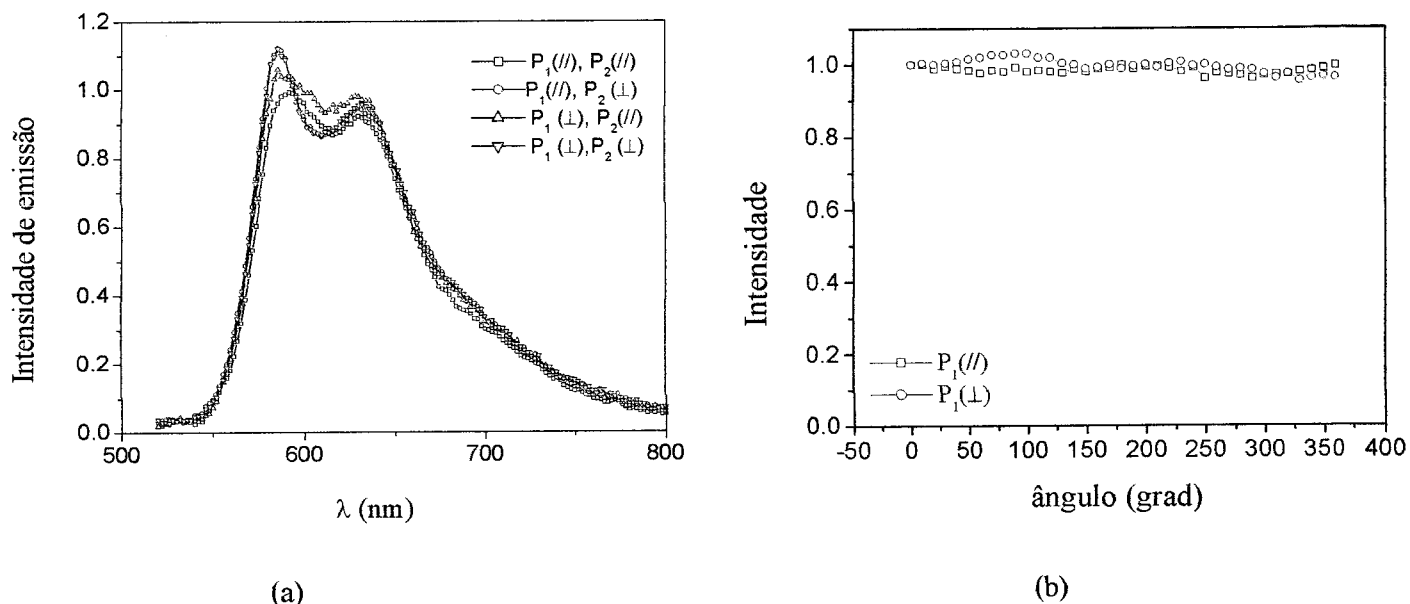 Intensidade de emissão
1.2
1.0
0.8
0.6
0.4
0.2
0.0
500
600
700
800
λ (nm)
P₁(//), P₂(//)
P₁(//), P₂(⊥)
P₁(⊥), P₂(//)
P₁(⊥),P₂(⊥)
(a)
Intensidade
1.0
0.8
0.6
0.4
0.2
0.0
-50
0
50
100
150
200
250
300
350
400
ângulo (grad)
P₁(//)
P₁(⊥)
(b)